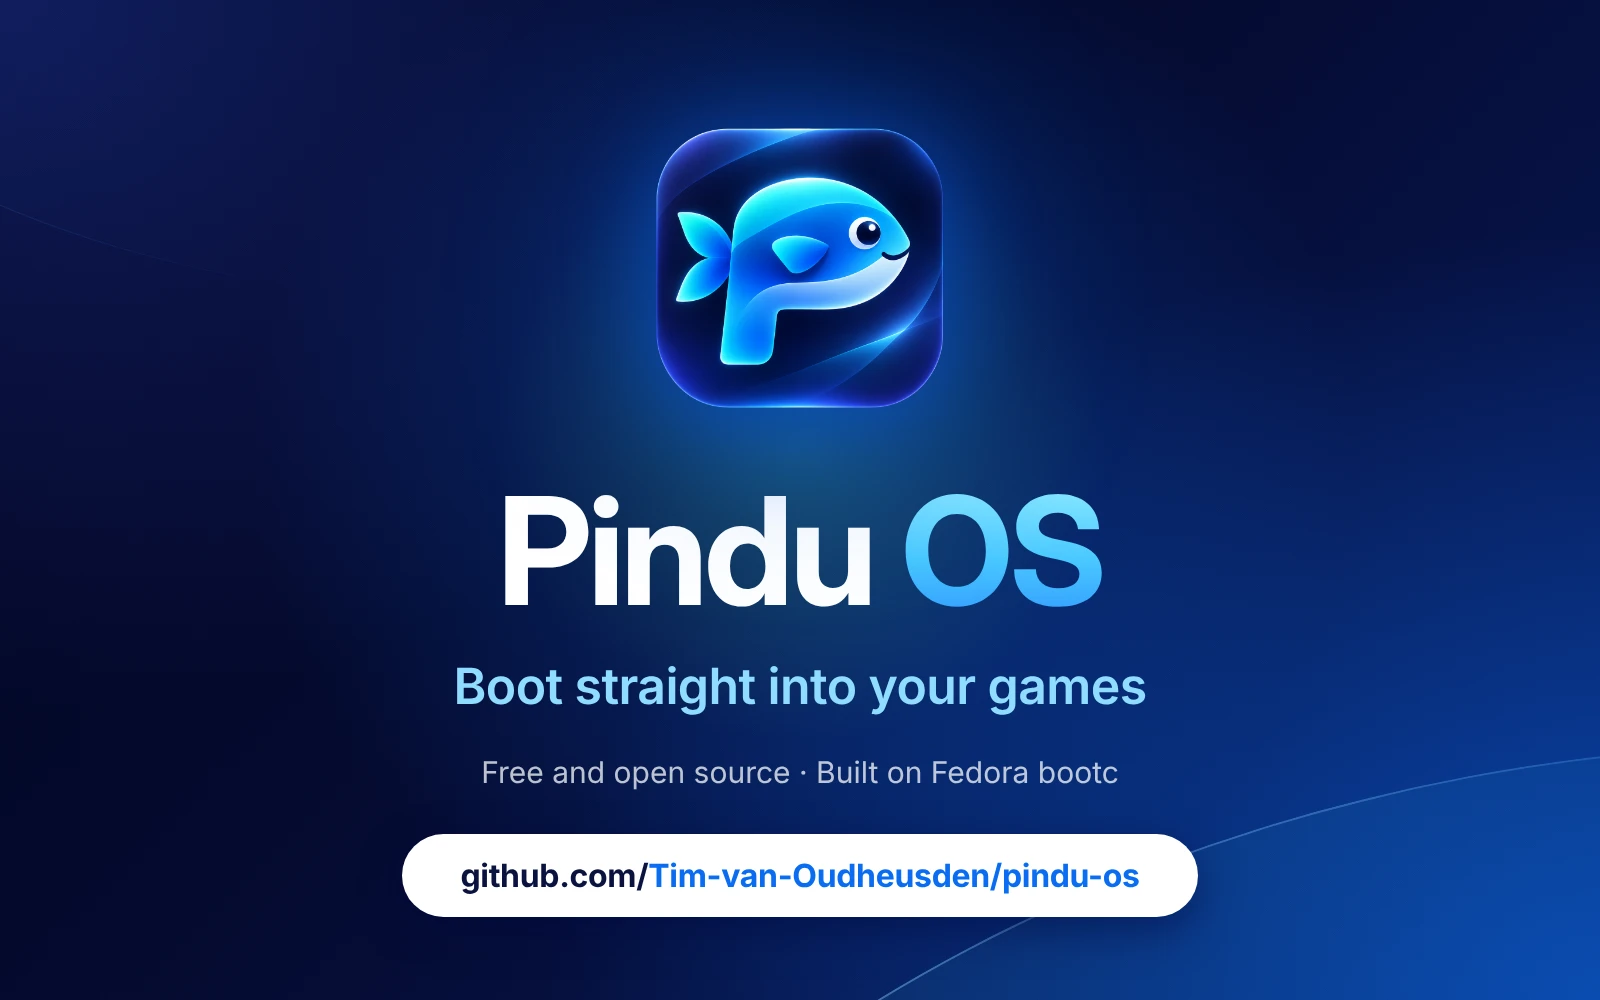 Pindu OS
Boot straight into your games
Free and open source · Built on Fedora bootc
github.com/Tim-van-Oudheusden/pindu-os